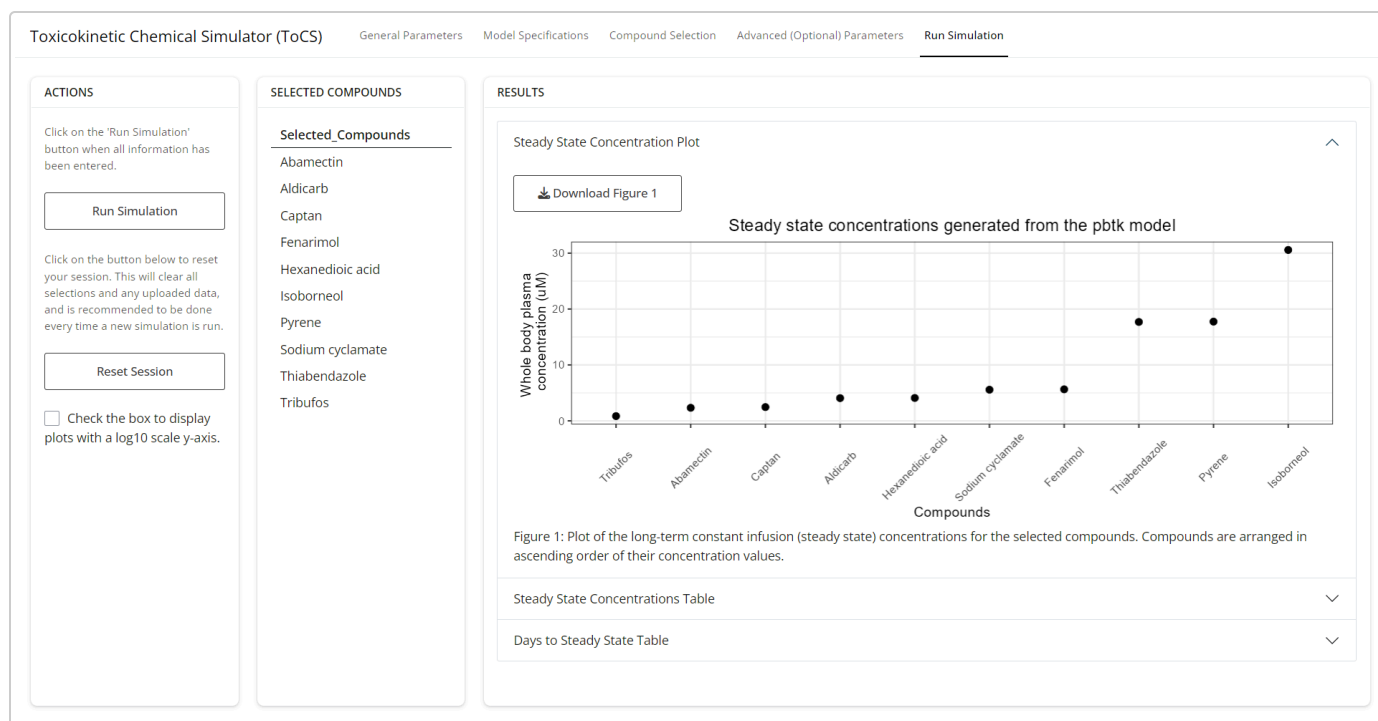 Toxicokinetic Chemical Simulator (ToCS)
General Parameters
Model Specifications
Compound Selection
Advanced (Optional) Parameters
Run Simulation
ACTIONS
Click on the 'Run Simulation'
button when all information has
been entered.
Run Simulation
Click on the button below to reset
your session. This will clear all
selections and any uploaded data,
and is recommended to be done
every time a new simulation is run.
Reset Session
Check the box to display
plots with a log10 scale y-axis.
SELECTED COMPOUNDS
Selected_Compounds
Abamectin
Aldicarb
Captan
Fenarimol
Hexanedioic acid
Isoborneol
Pyrene
Sodium cyclamate
Thiabendazole
Tribufos
RESULTS
Steady State Concentration Plot
Download Figure 1
Steady state concentrations generated from the pbtk model
Whole body plasma
concentration (uM)
30
20
10
0
Tribufos
Abamectin
Captan
Aldicarb
Hexanedioic acid
Sodium cyclamate
Fenarimol
Thiabendazole
Pyrene
Isoborneol
Compounds
Figure 1: Plot of the long-term constant infusion (steady state) concentrations for the selected compounds. Compounds are arranged in
ascending order of their concentration values.
Steady State Concentrations Table
Days to Steady State Table